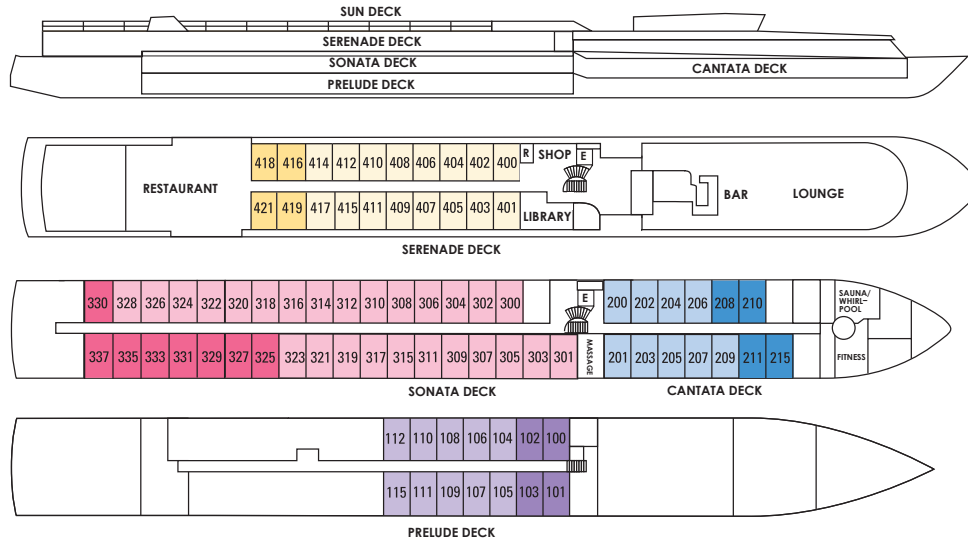 SUN DECK
SERENADE DECK
SONATA DECK
CANTATA DECK
PRELUDE DECK
418 416 414 412 410 408 406 404 402 400 R SHOP E
RESTAURANT BAR LOUNGE
421 419 417 415 411 409 407 405 403 401 LIBRARY
SERENADE DECK
330 328 326 324 322 320 318 316 314 312 310 308 306 304 302 300 E 200 202 204 206 208 210 SAUNA/
WHIRL-
POOL
337 335 333 331 329 327 325 323 321 319 317 315 311 309 307 305 303 301 MASSAGE 201 203 205 207 209 211 215 FITNESS
SONATA DECK CANTATA DECK
112 110 108 106 104 102 100
115 111 109 107 105 103 101
PRELUDE DECK